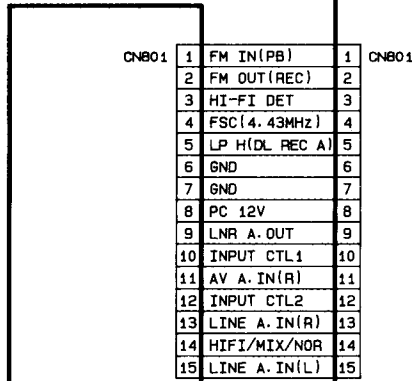 CN801 1 FM IN(PB) 1 CN801
2 FM OUT(REC) 2
3 HI-FI DET 3
4 FSC(4.43MHz) 4
5 LP H(DL REC A) 5
6 GND 6
7 GND 7
8 PC 12V 8
9 LNR A.OUT 9
10 INPUT CTL1 10
11 AV A.IN(R) 11
12 INPUT CTL2 12
13 LINE A.IN(R) 13
14 HIFI/MIX/NOR 14
15 LINE A.IN(L) 15